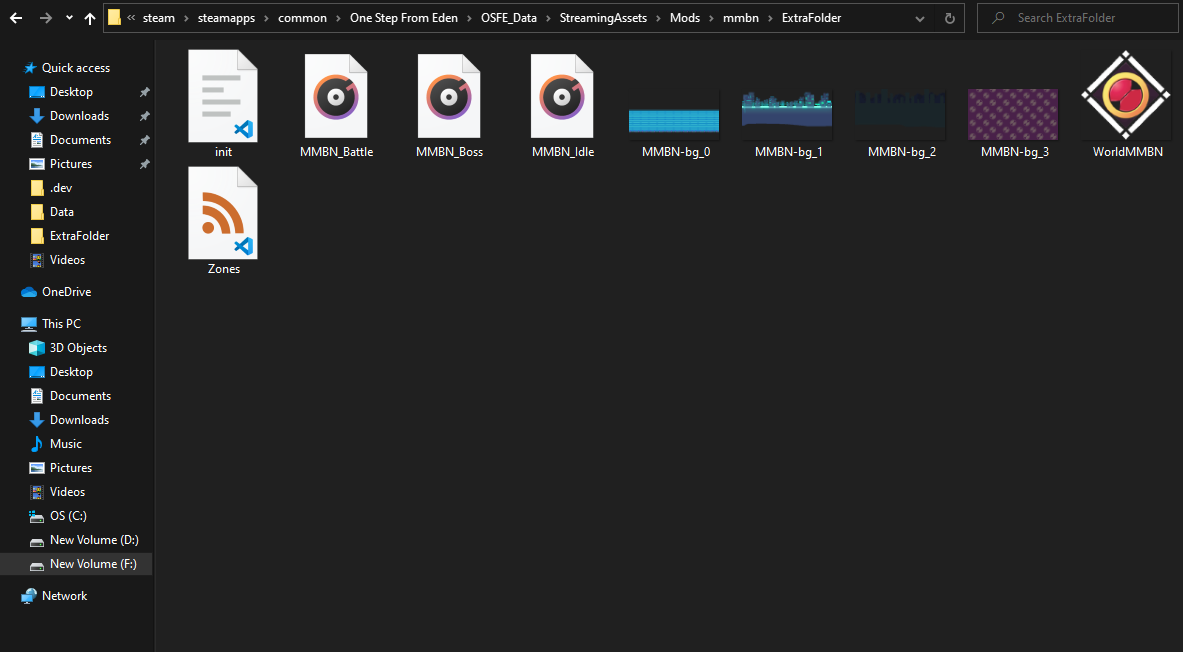 steam > steamapps > common > One Step From Eden > OSFE_Data > StreamingAssets > Mods > mmbn > ExtraFolder
Search ExtraFolder
Quick access
Desktop
Downloads
Documents
Pictures
.dev
Data
ExtraFolder
Videos
OneDrive
This PC
3D Objects
Desktop
Documents
Downloads
Music
Pictures
Videos
OS (C:)
New Volume (D:)
New Volume (F:)
Network
init
MMBN_Battle
MMBN_Boss
MMBN_Idle
MMBN-bg_0
MMBN-bg_1
MMBN-bg_2
MMBN-bg_3
WorldMMBN
Zones